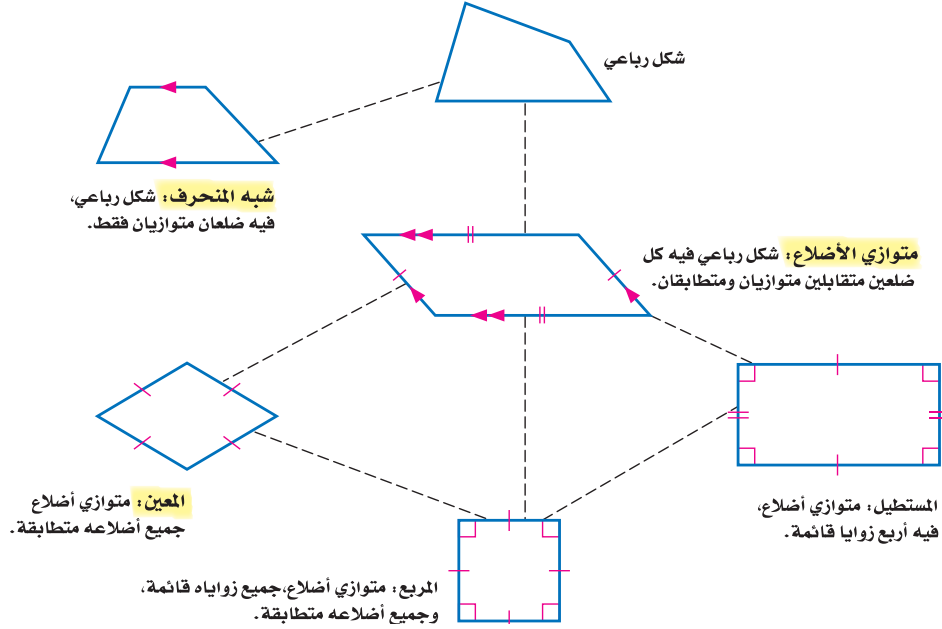 شكل رباعي
شبه المنحرف: شكل رباعي،
فيه ضلعان متوازيان فقط.
متوازي الأضلاع: شكل رباعي فيه كل
ضلعين متقابلين متوازيان ومتطابقان.
المعين: متوازي أضلاع
جميع أضلاعه متطابقة.
المستطيل: متوازي أضلاع،
فيه أربع زوايا قائمة.
المربع: متوازي أضلاع،جميع زواياه قائمة،
وجميع أضلاعه متطابقة.